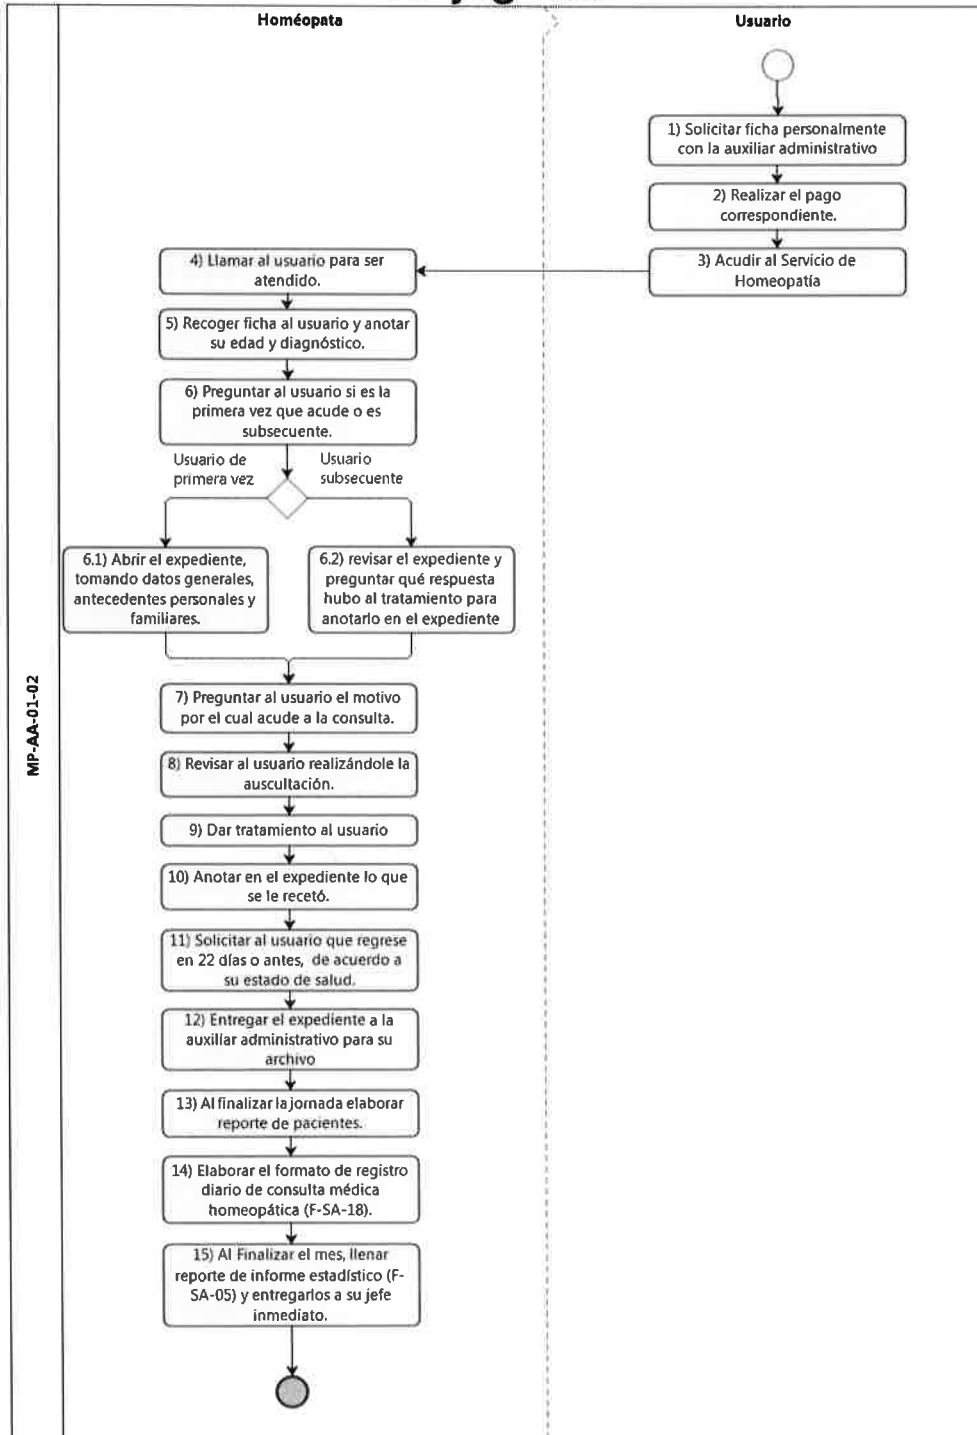 Homéopata
Usuario
1) Solicitar ficha personalmente
con la auxiliar administrativo
2) Realizar el pago
correspondiente.
3) Acudir al Servicio de
Homeopatía
4) Llamar al usuario para ser
atendido.
5) Recoger ficha al usuario y anotar
su edad y diagnóstico.
6) Preguntar al usuario si es la
primera vez que acude o es
subsecuente.
Usuario de
primera vez
Usuario
subsecuente
6.1) Abrir el expediente,
tomando datos generales,
antecedentes personales y
familiares.
6.2) revisar el expediente y
preguntar qué respuesta
hubo al tratamiento para
anotarlo en el expediente
MP-AA-01-02
7) Preguntar al usuario el motivo
por el cual acude a la consulta.
8) Revisar al usuario realizándole la
auscultación.
9) Dar tratamiento al usuario
10) Anotar en el expediente lo que
se le recetó.
11) Solicitar al usuario que regrese
en 22 días o antes, de acuerdo a
su estado de salud.
12) Entregar el expediente a la
auxiliar administrativo para su
archivo
13) Al finalizar la jornada elaborar
reporte de pacientes.
14) Elaborar el formato de registro
diario de consulta médica
homeopática (F-SA-18).
15) Al Finalizar el mes, llenar
reporte de informe estadístico (F-
SA-05) y entregarlos a su jefe
inmediato.